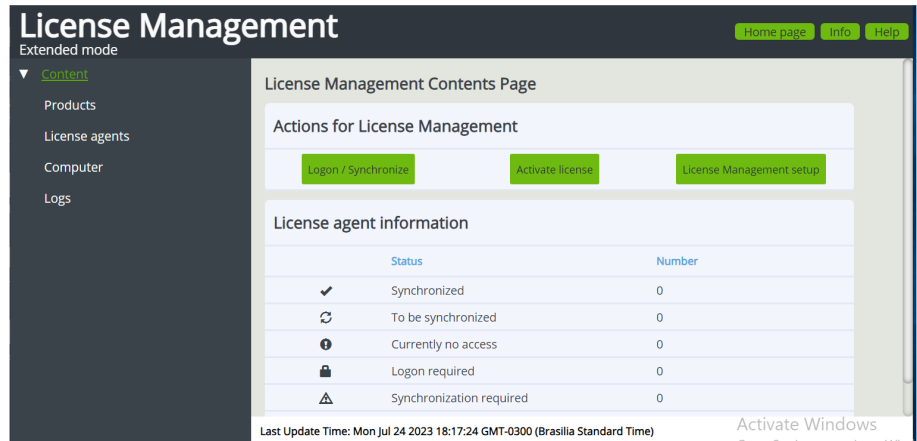 License Management
Extended mode
Home page Info Help
Content
Products
License agents
Computer
Logs
License Management Contents Page
Actions for License Management
Logon / Synchronize Activate license License Management setup
License agent information
Status Number
Synchronized 0
To be synchronized 0
Currently no access 0
Logon required 0
Synchronization required 0
Last Update Time: Mon Jul 24 2023 18:17:24 GMT-0300 (Brasilia Standard Time)
Activate Windows